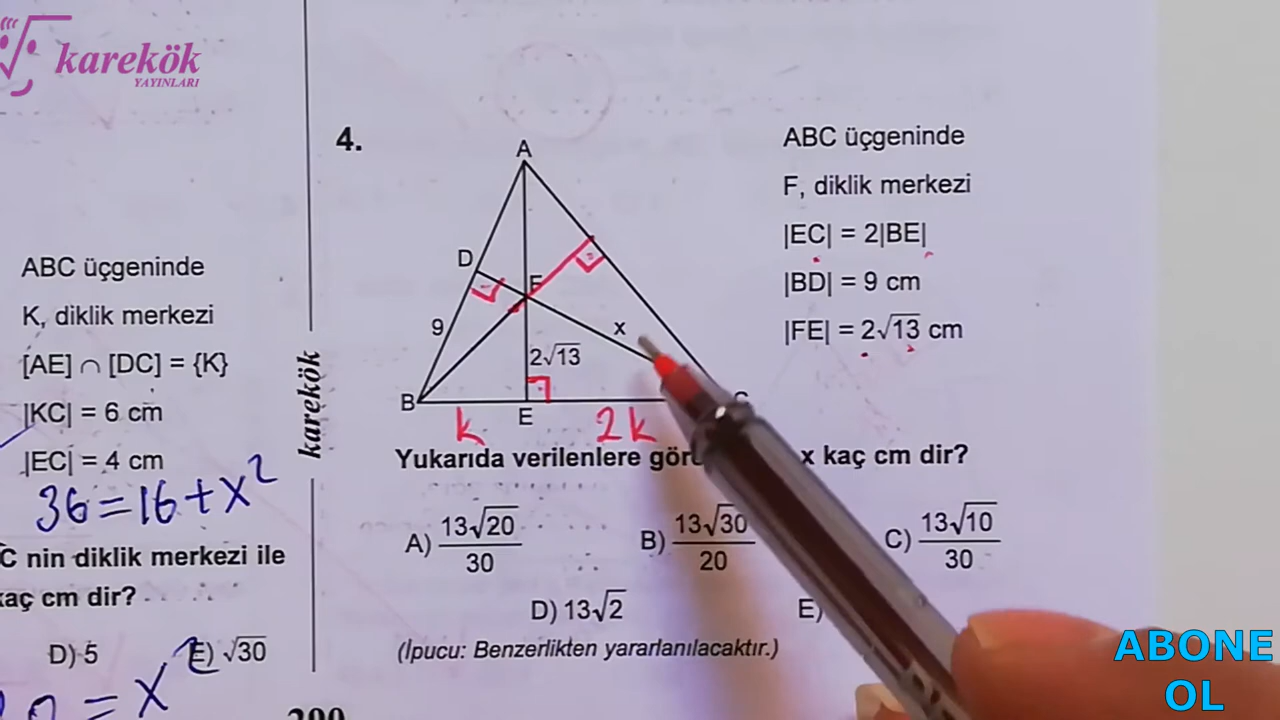 karekök
YAYINLARI
ABC üçgeninde
K, diklik merkezi
[AE] ∩ [DC] = {K}
|KC| = 6 cm
|EC| = 4 cm
36 = 16 + x²
C nin diklik merkezi ile
kaç cm dir?
D) 5
E) √30
= x²
290
karekök
4.
A
D
F
9
x
2√13
B
E
C
k
2k
ABC üçgeninde
F, diklik merkezi
|EC| = 2|BE|
|BD| = 9 cm
|FE| = 2√13 cm
Yukarıda verilenlere x kaç cm dir?
A) 13√20/30
B) 13√30/20
C) 13√10/30
D) 13√2
E)
(İpucu: Benzerlikten yararlanılacaktır.)
ABONE
OL